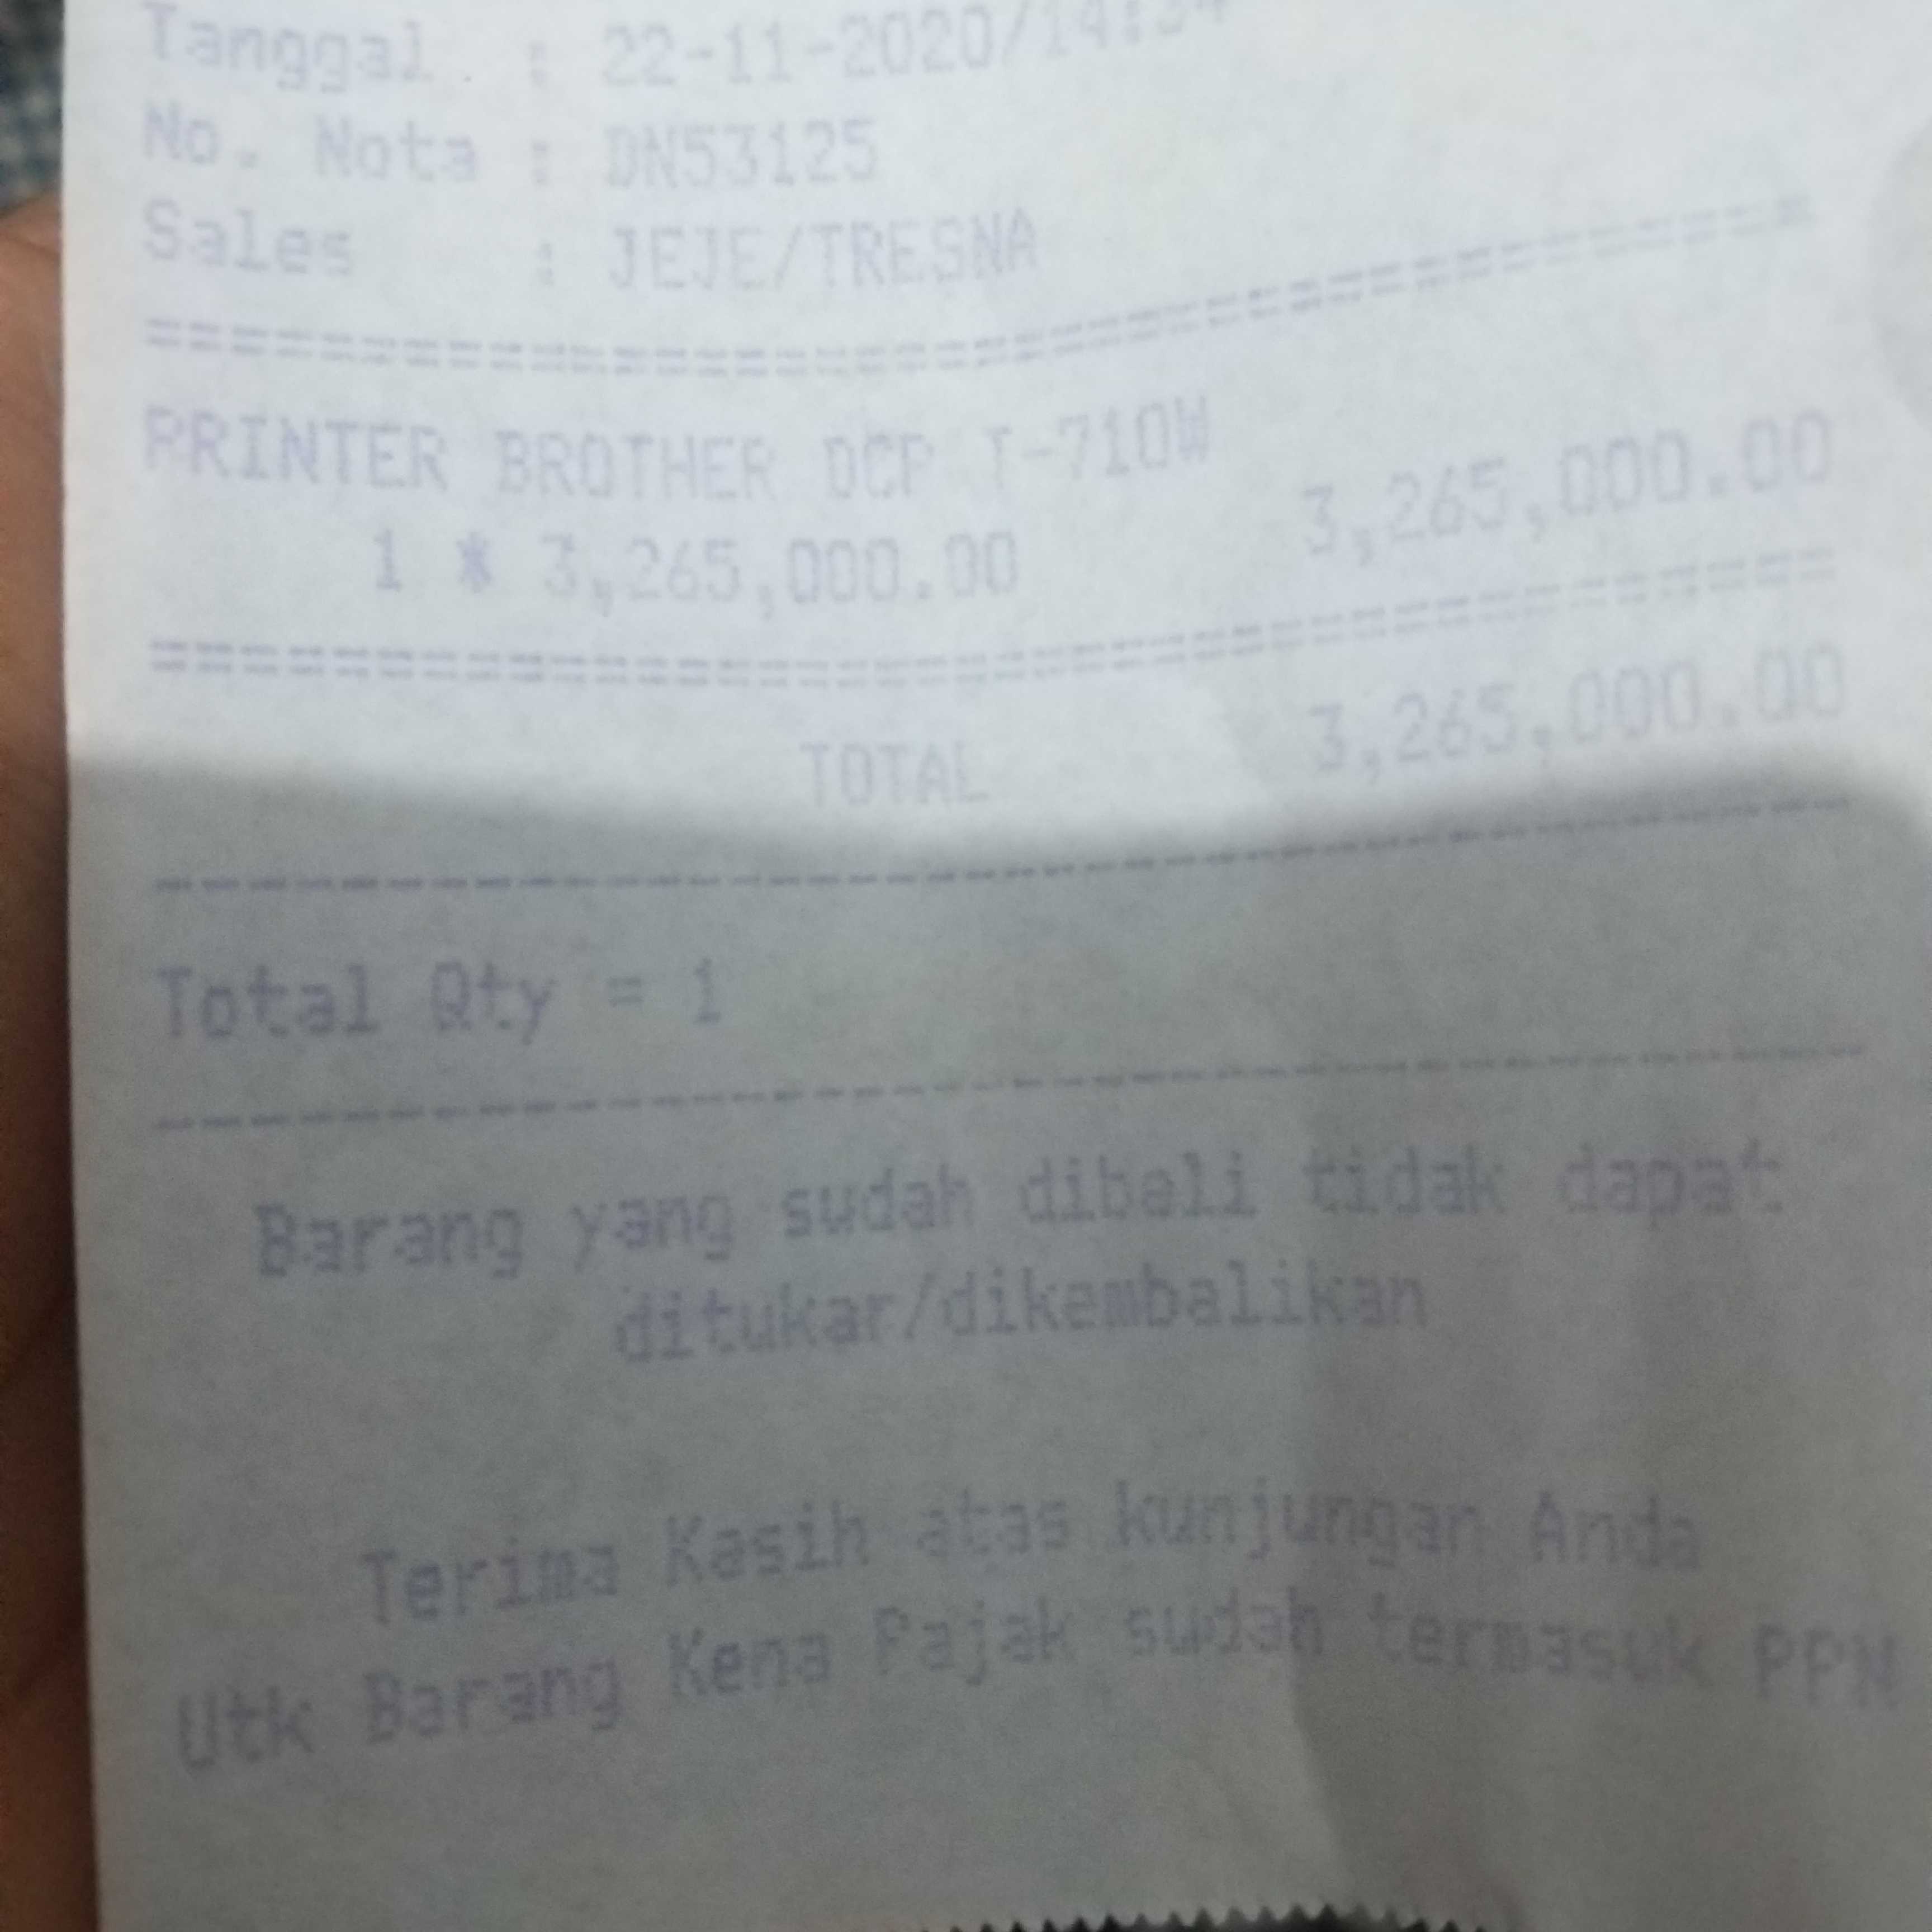 Tanggal : 22-11-2020/14:34
No. Nota : DN53125
Sales : JEJE/TRESNA
PRINTER BROTHER DCP T-710W
1 * 3,265,000.00 3,265,000.00
TOTAL 3,265,000.00
Total Qty = 1
Barang yang sudah dibeli tidak dapat
ditukar/dikembalikan
Terima Kasih atas kunjungan Anda
Utk Barang Kena Pajak sudah termasuk PPN